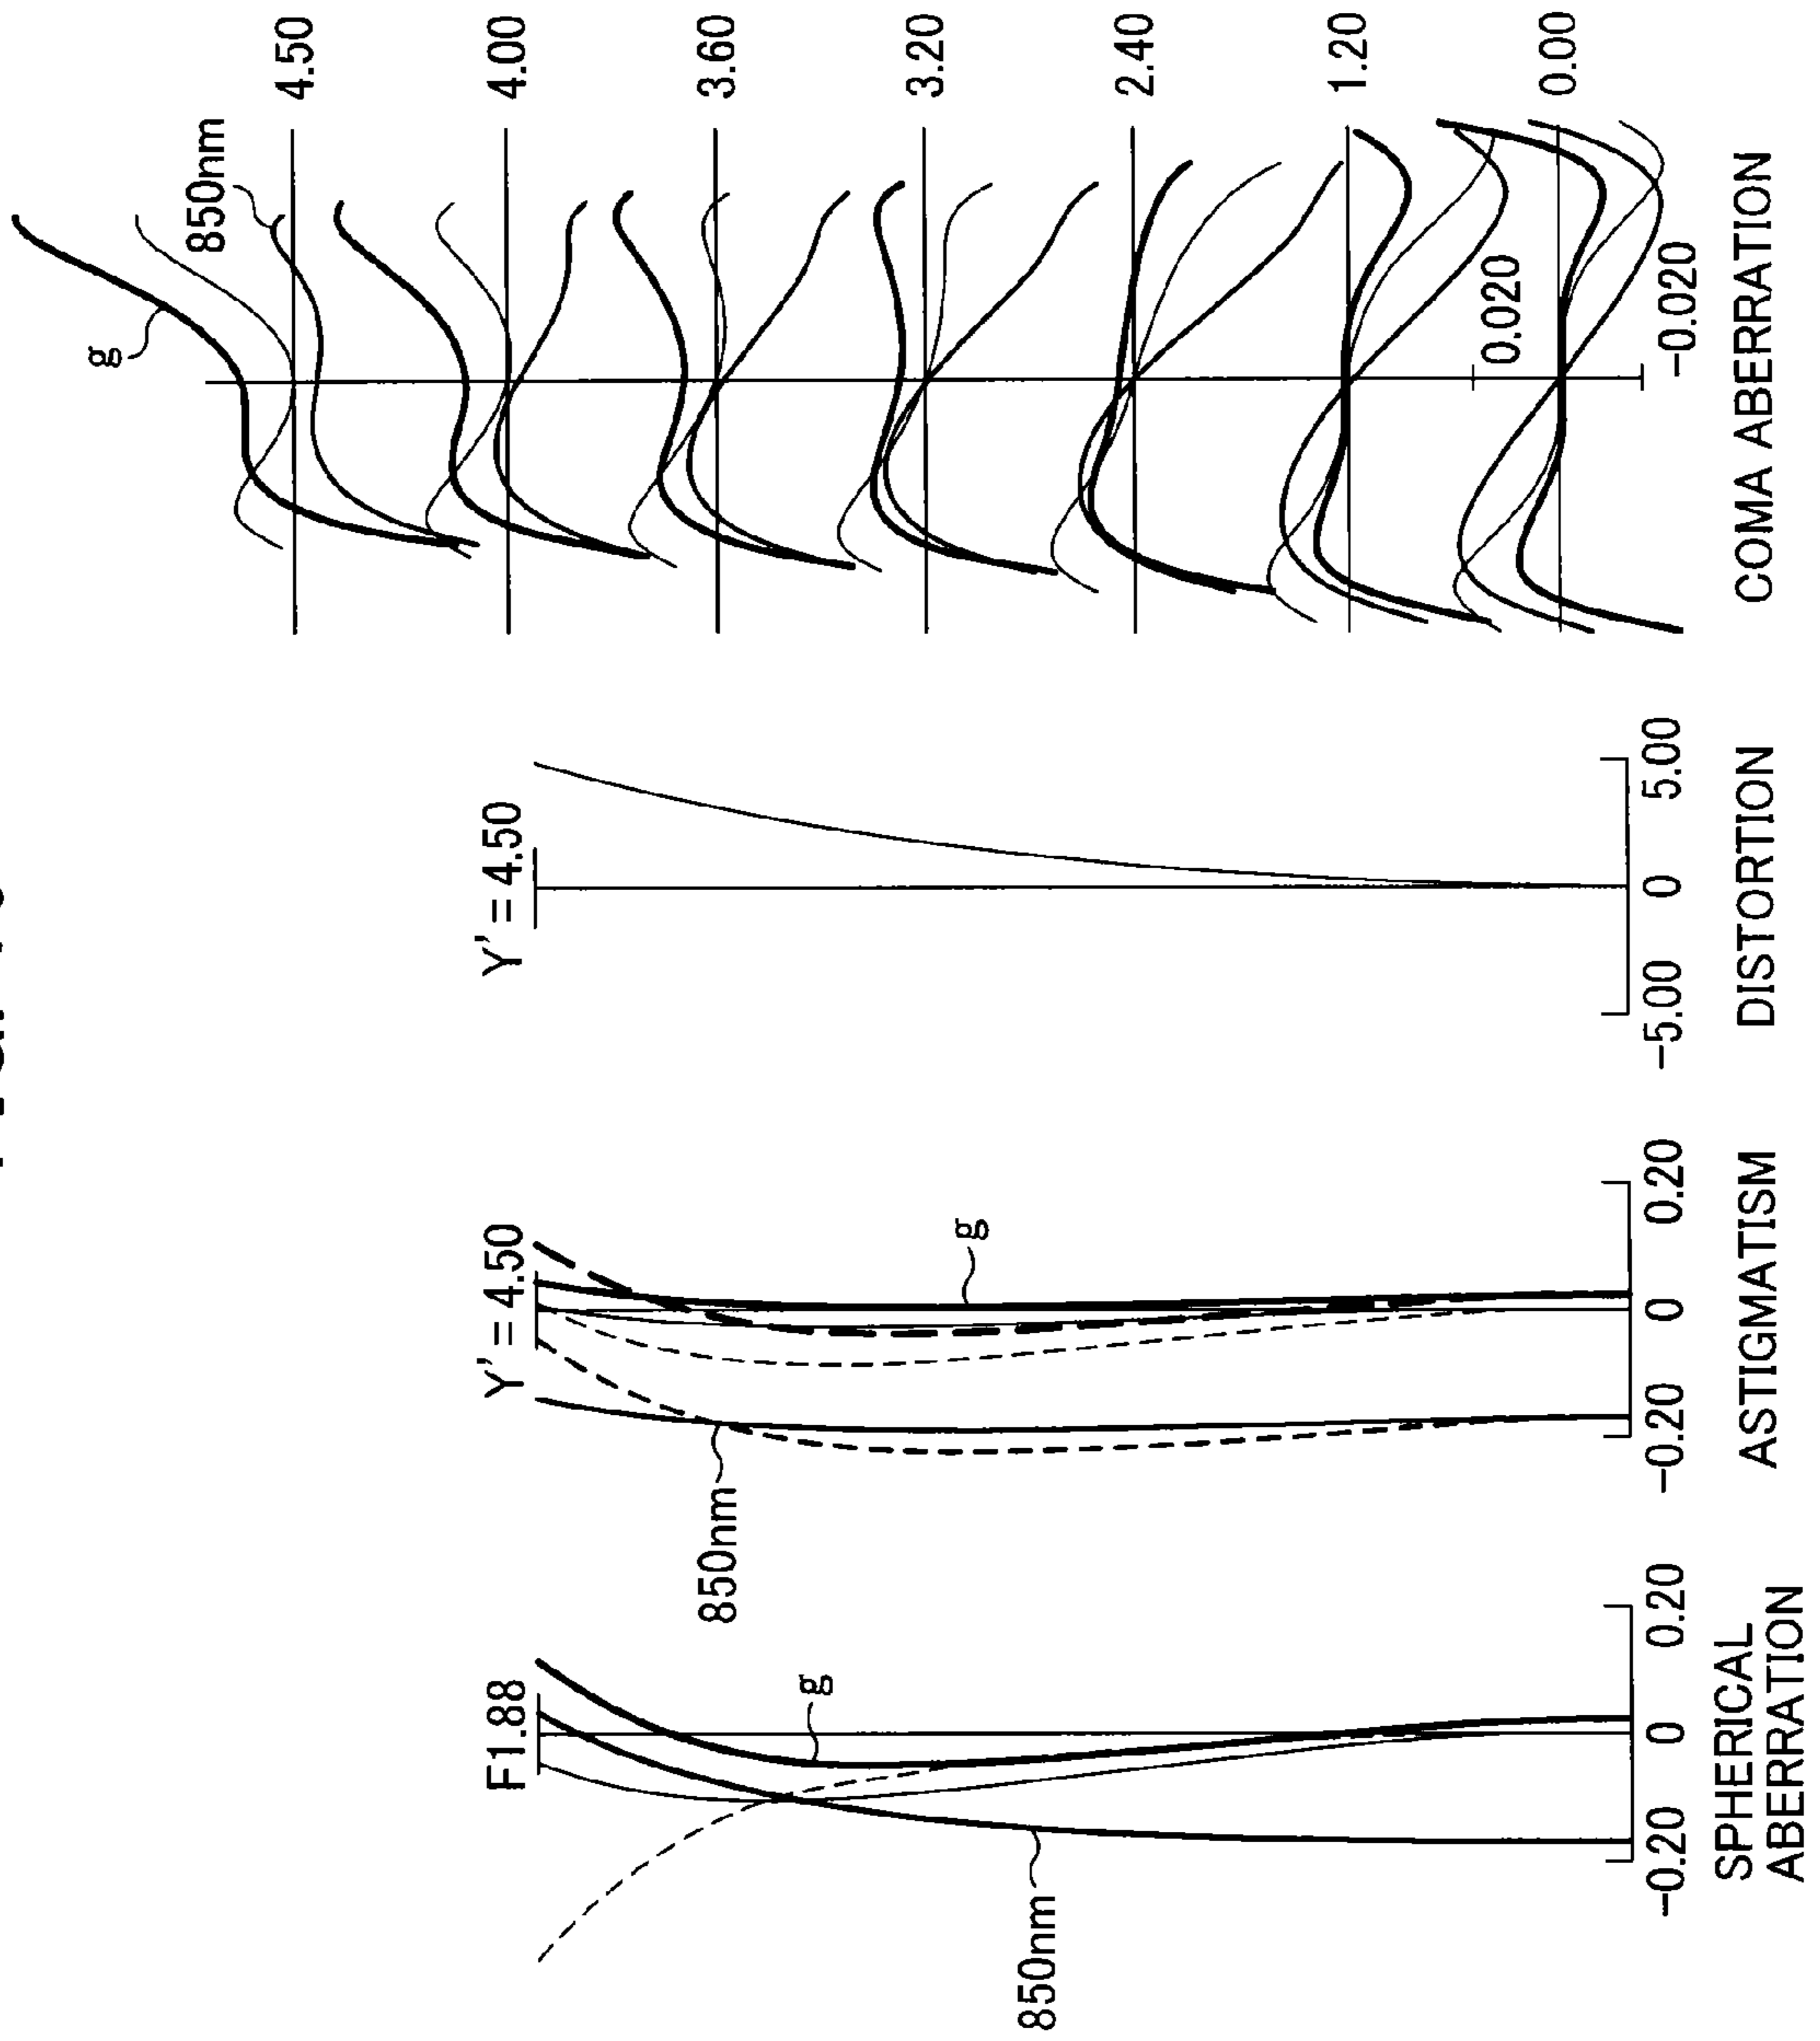 F1.88
g
850nm
-0.20
0
0.20
SPHERICAL
ABERRATION
Y'= 4.50
g
850nm
-0.20
0
0.20
ASTIGMATISM
Y'= 4.50
-5.00
0
5.00
DISTORTION
g
850nm
4.50
4.00
3.60
3.20
2.40
1.20
0.00
0.020
-0.020
COMA ABERRATION